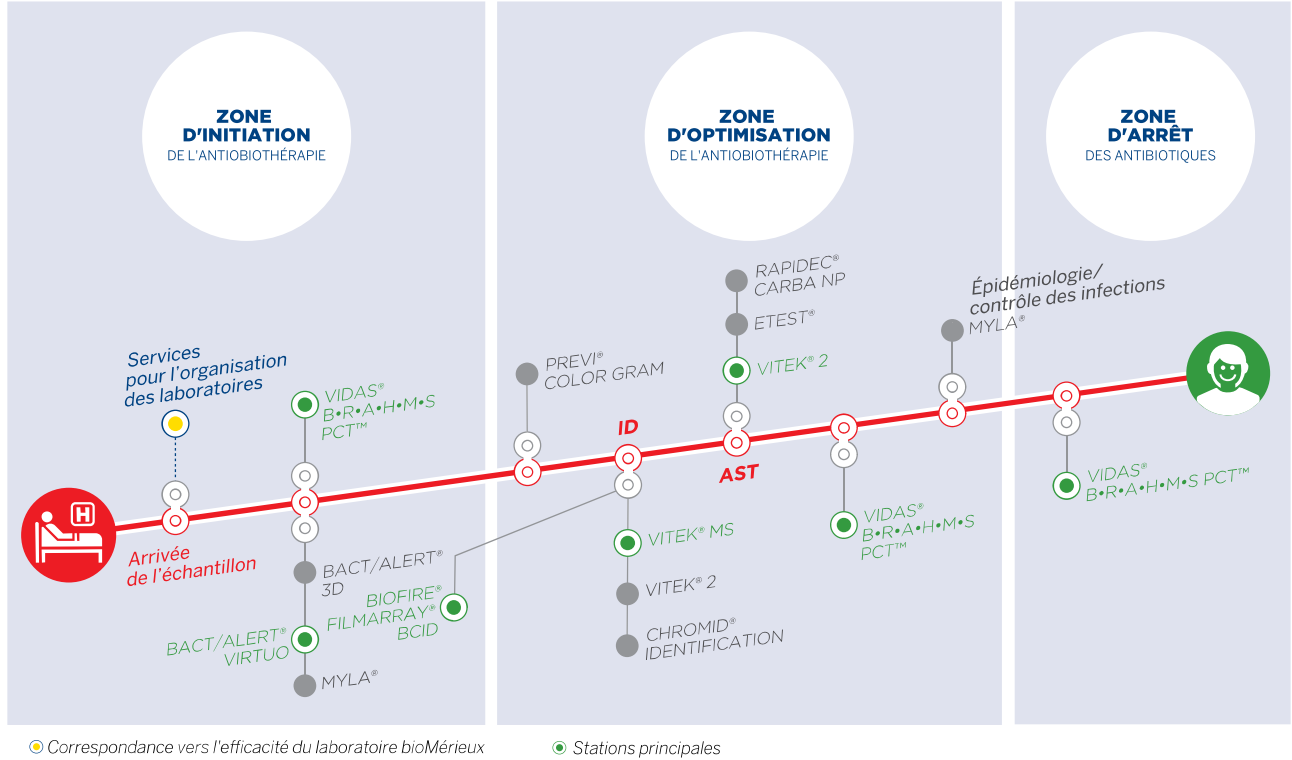 ZONE
D'INITIATION
DE L'ANTIOBIOTHÉRAPIE
ZONE
D'OPTIMISATION
DE L'ANTIOBIOTHÉRAPIE
ZONE
D'ARRÊT
DES ANTIBIOTIQUES
Services
pour l'organisation
des laboratoires
VIDAS®
B•R•A•H•M•S
PCT™
H
Arrivée
de l'échantillon
BACT/ALERT®
3D
BACT/ALERT®
VIRTUO
MYLA®
BIOFIRE®
FILMARRAY®
BCID
PREVI®
COLOR GRAM
ID
VITEK® MS
VITEK® 2
CHROMID®
IDENTIFICATION
RAPIDEC®
CARBA NP
ETEST®
VITEK® 2
AST
VIDAS®
B•R•A•H•M•S
PCT™
Épidémiologie/
contrôle des infections
MYLA®
VIDAS®
B•R•A•H•M•S PCT™
Correspondance vers l'efficacité du laboratoire bioMérieux
Stations principales